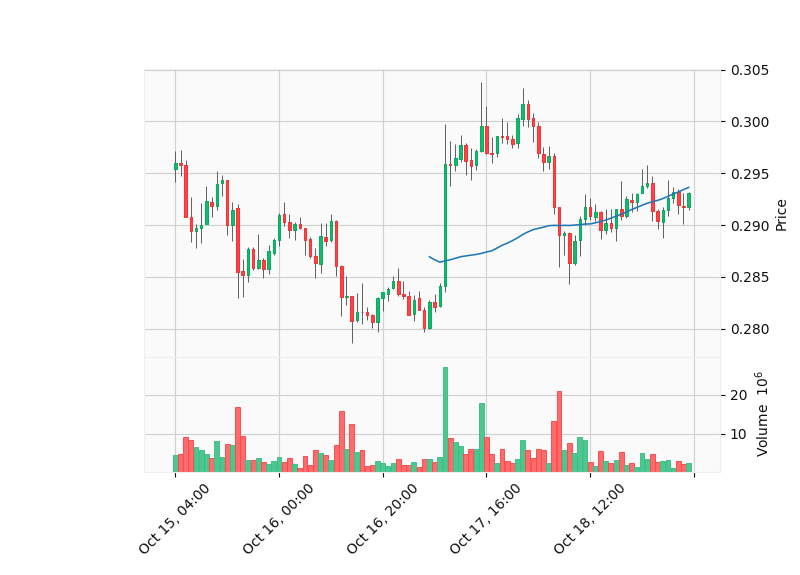 0.305
0.300
0.295
0.290
0.285
0.280
Price
20
10
Volume 10^6
Oct 15, 04:00
Oct 16, 00:00
Oct 16, 20:00
Oct 17, 16:00
Oct 18, 12:00